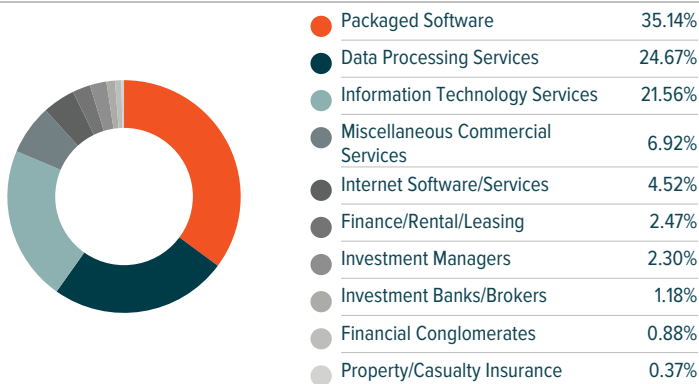 Packaged Software 35.14%
Data Processing Services 24.67%
Information Technology Services 21.56%
Miscellaneous Commercial
Services 6.92%
Internet Software/Services 4.52%
Finance/Rental/Leasing 2.47%
Investment Managers 2.30%
Investment Banks/Brokers 1.18%
Financial Conglomerates 0.88%
Property/Casualty Insurance 0.37%